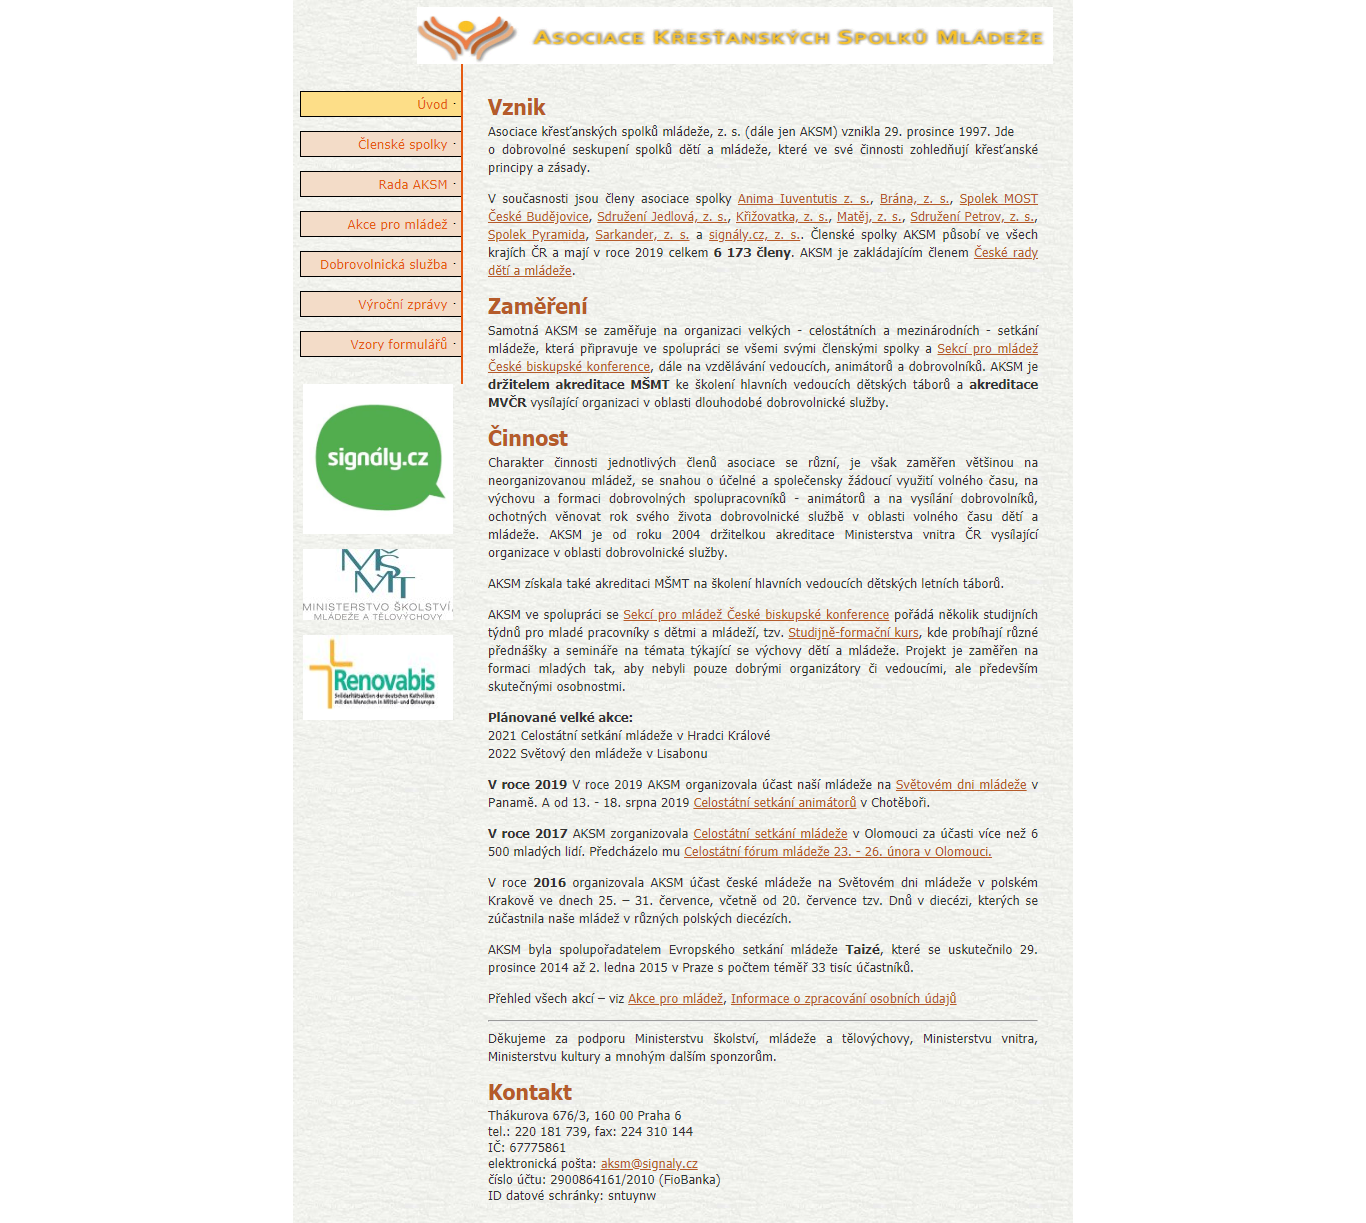 Asociace Křesťanských Spolků Mládeže
Úvod
Členské spolky
Rada AKSM
Akce pro mládež
Dobrovolnická služba
Výroční zprávy
Vzory formulářů
signály.cz
MŠMT
MINISTERSTVO ŠKOLSTVÍ,
MLÁDEŽE A TĚLOVÝCHOVY
Renovabis
Solidaritätsaktion der deutschen Katholiken
mit den Menschen in Mittel- und Osteuropa
Vznik
Asociace křesťanských spolků mládeže, z. s. (dále jen AKSM) vznikla 29. prosince 1997. Jde
o dobrovolné seskupení spolků dětí a mládeže, které ve své činnosti zohledňují křesťanské
principy a zásady.
V současnosti jsou členy asociace spolky Anima Iuventutis z. s., Brána, z. s., Spolek MOST
České Budějovice, Sdružení Jedlová, z. s., Křižovatka, z. s., Matěj, z. s., Sdružení Petrov, z. s.,
Spolek Pyramida, Sarkander, z. s. a signály.cz, z. s.. Členské spolky AKSM působí ve všech
krajích ČR a mají v roce 2019 celkem 6 173 členy. AKSM je zakládajícím členem České rady
dětí a mládeže.
Zaměření
Samotná AKSM se zaměřuje na organizaci velkých - celostátních a mezinárodních - setkání
mládeže, která připravuje ve spolupráci se všemi svými členskými spolky a Sekcí pro mládež
České biskupské konference, dále na vzdělávání vedoucích, animátorů a dobrovolníků. AKSM je
držitelem akreditace MŠMT ke školení hlavních vedoucích dětských táborů a akreditace
MVČR vysílající organizaci v oblasti dlouhodobé dobrovolnické služby.
Činnost
Charakter činnosti jednotlivých členů asociace se různí, je však zaměřen většinou na
neorganizovanou mládež, se snahou o účelné a společensky žádoucí využití volného času, na
výchovu a formaci dobrovolných spolupracovníků - animátorů a na vysílání dobrovolníků,
ochotných věnovat rok svého života dobrovolnické službě v oblasti volného času dětí a
mládeže. AKSM je od roku 2004 držitelkou akreditace Ministerstva vnitra ČR vysílající
organizace v oblasti dobrovolnické služby.
AKSM získala také akreditaci MŠMT na školení hlavních vedoucích dětských letních táborů.
AKSM ve spolupráci se Sekcí pro mládež České biskupské konference pořádá několik studijních
týdnů pro mladé pracovníky s dětmi a mládeží, tzv. Studijně-formační kurs, kde probíhají různé
přednášky a semináře na témata týkající se výchovy dětí a mládeže. Projekt je zaměřen na
formaci mladých tak, aby nebyli pouze dobrými organizátory či vedoucími, ale především
skutečnými osobnostmi.
Plánované velké akce:
2021 Celostátní setkání mládeže v Hradci Králové
2022 Světový den mládeže v Lisabonu
V roce 2019 V roce 2019 AKSM organizovala účast naší mládeže na Světovém dni mládeže v
Panamě. A od 13. - 18. srpna 2019 Celostátní setkání animátorů v Chotěboři.
V roce 2017 AKSM zorganizovala Celostátní setkání mládeže v Olomouci za účasti více než 6
500 mladých lidí. Předcházelo mu Celostátní fórum mládeže 23. - 26. února v Olomouci.
V roce 2016 organizovala AKSM účast české mládeže na Světovém dni mládeže v polském
Krakově ve dnech 25. – 31. července, včetně od 20. července tzv. Dnů v diecézi, kterých se
zúčastnila naše mládež v různých polských diecézích.
AKSM byla spolupořadatelem Evropského setkání mládeže Taizé, které se uskutečnilo 29.
prosince 2014 až 2. ledna 2015 v Praze s počtem téměř 33 tisíc účastníků.
Přehled všech akcí – viz Akce pro mládež, Informace o zpracování osobních údajů
Děkujeme za podporu Ministerstvu školství, mládeže a tělovýchovy, Ministerstvu vnitra,
Ministerstvu kultury a mnohým dalším sponzorům.
Kontakt
Thákurova 676/3, 160 00 Praha 6
tel.: 220 181 739, fax: 224 310 144
IČ: 67775861
elektronická pošta: aksm@signaly.cz
číslo účtu: 2900864161/2010 (FioBanka)
ID datové schránky: sntuynw